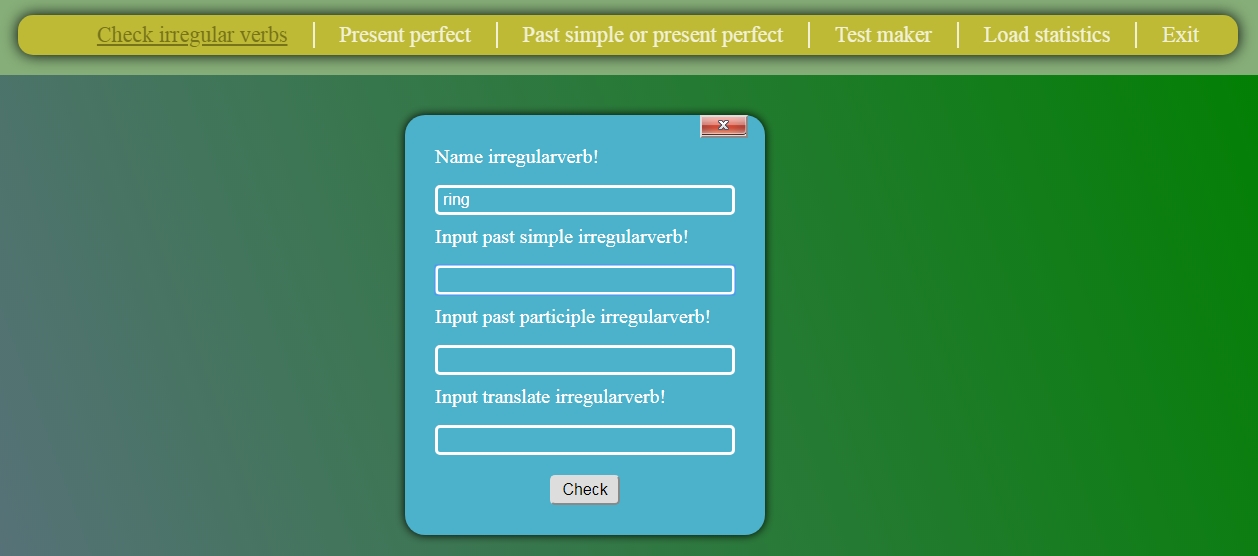 Check irregular verbs Present perfect Past simple or present perfect Test maker Load statistics Exit
x
Name irregularverb!
ring
Input past simple irregularverb!
Input past participle irregularverb!
Input translate irregularverb!
Check